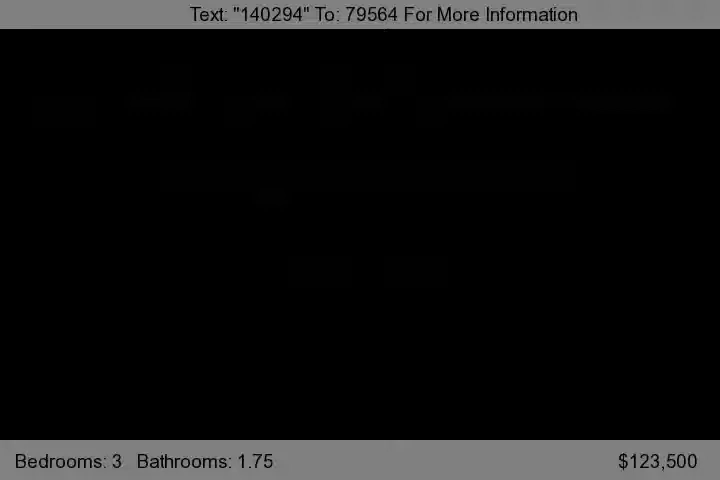 Text: "140294" To: 79564 For More Information
Bedrooms: 3 Bathrooms: 1.75 $123,500